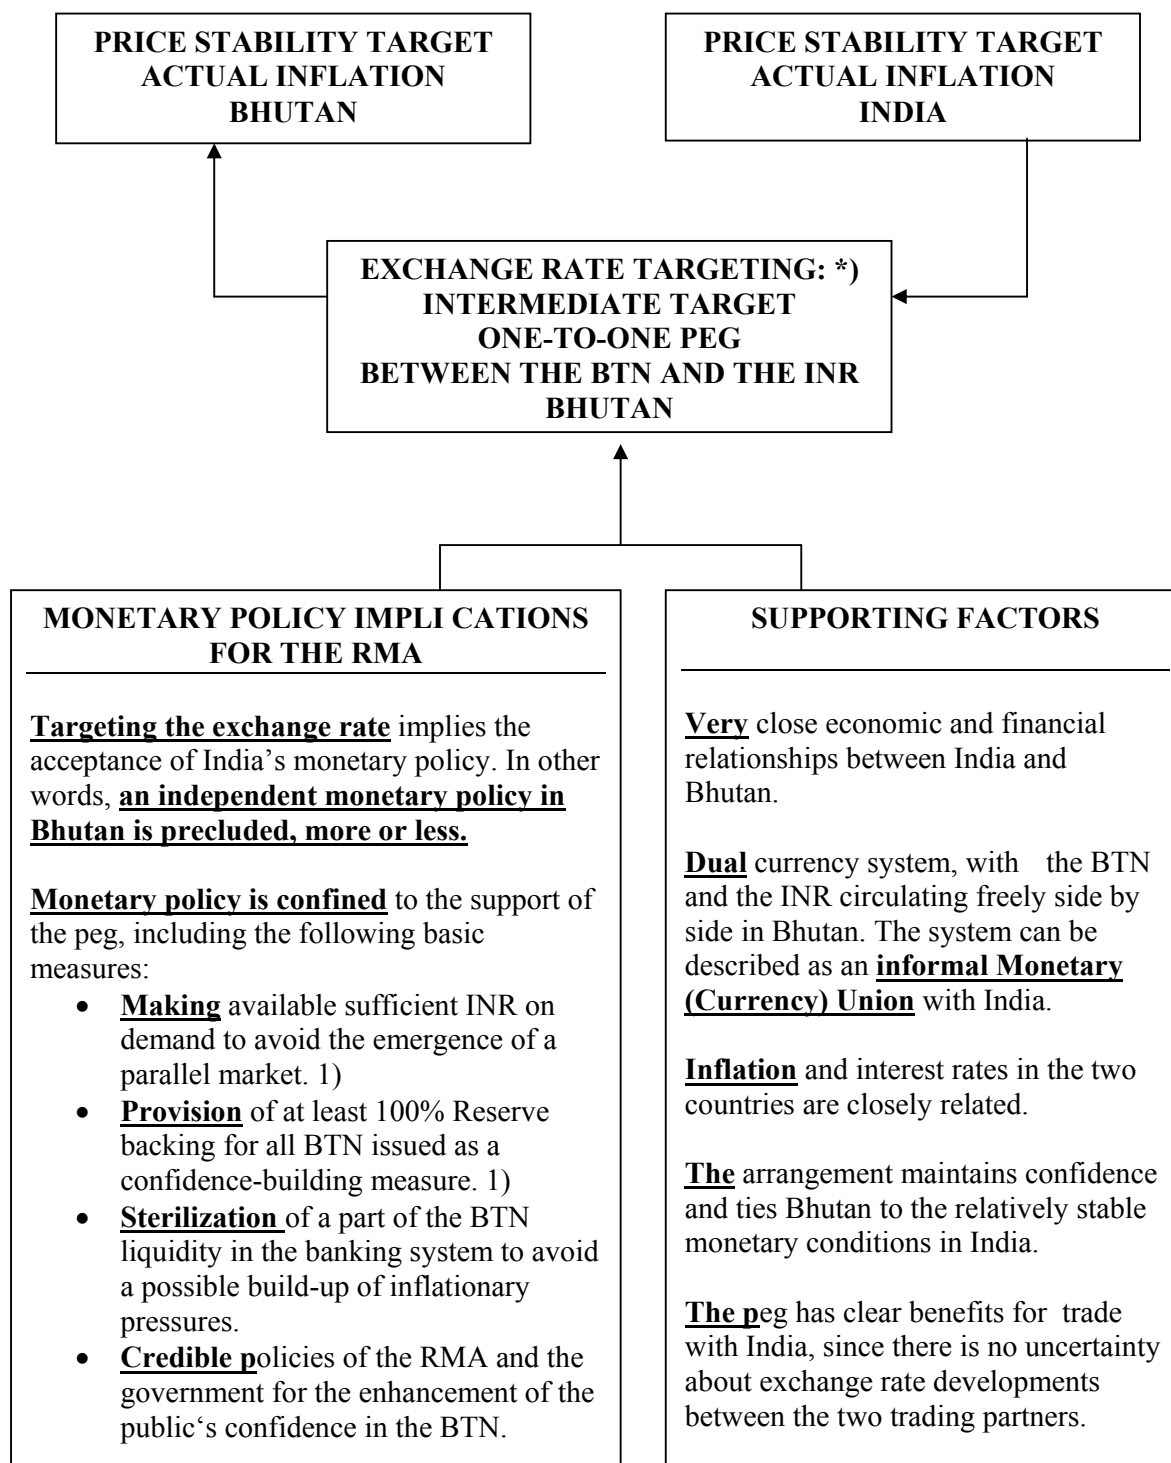 PRICE STABILITY TARGET
ACTUAL INFLATION
BHUTAN
PRICE STABILITY TARGET
ACTUAL INFLATION
INDIA
EXCHANGE RATE TARGETING: *)
INTERMEDIATE TARGET
ONE-TO-ONE PEG
BETWEEN THE BTN AND THE INR
BHUTAN
MONETARY POLICY IMPLI CATIONS
FOR THE RMA
Targeting the exchange rate implies the
acceptance of India’s monetary policy. In other
words, an independent monetary policy in
Bhutan is precluded, more or less.
Monetary policy is confined to the support of
the peg, including the following basic
measures:
• Making available sufficient INR on
demand to avoid the emergence of a
parallel market. 1)
• Provision of at least 100% Reserve
backing for all BTN issued as a
confidence-building measure. 1)
• Sterilization of a part of the BTN
liquidity in the banking system to avoid
a possible build-up of inflationary
pressures.
• Credible policies of the RMA and the
government for the enhancement of the
public‘s confidence in the BTN.
SUPPORTING FACTORS
Very close economic and financial
relationships between India and
Bhutan.
Dual currency system, with the BTN
and the INR circulating freely side by
side in Bhutan. The system can be
described as an informal Monetary
(Currency) Union with India.
Inflation and interest rates in the two
countries are closely related.
The arrangement maintains confidence
and ties Bhutan to the relatively stable
monetary conditions in India.
The peg has clear benefits for trade
with India, since there is no uncertainty
about exchange rate developments
between the two trading partners.